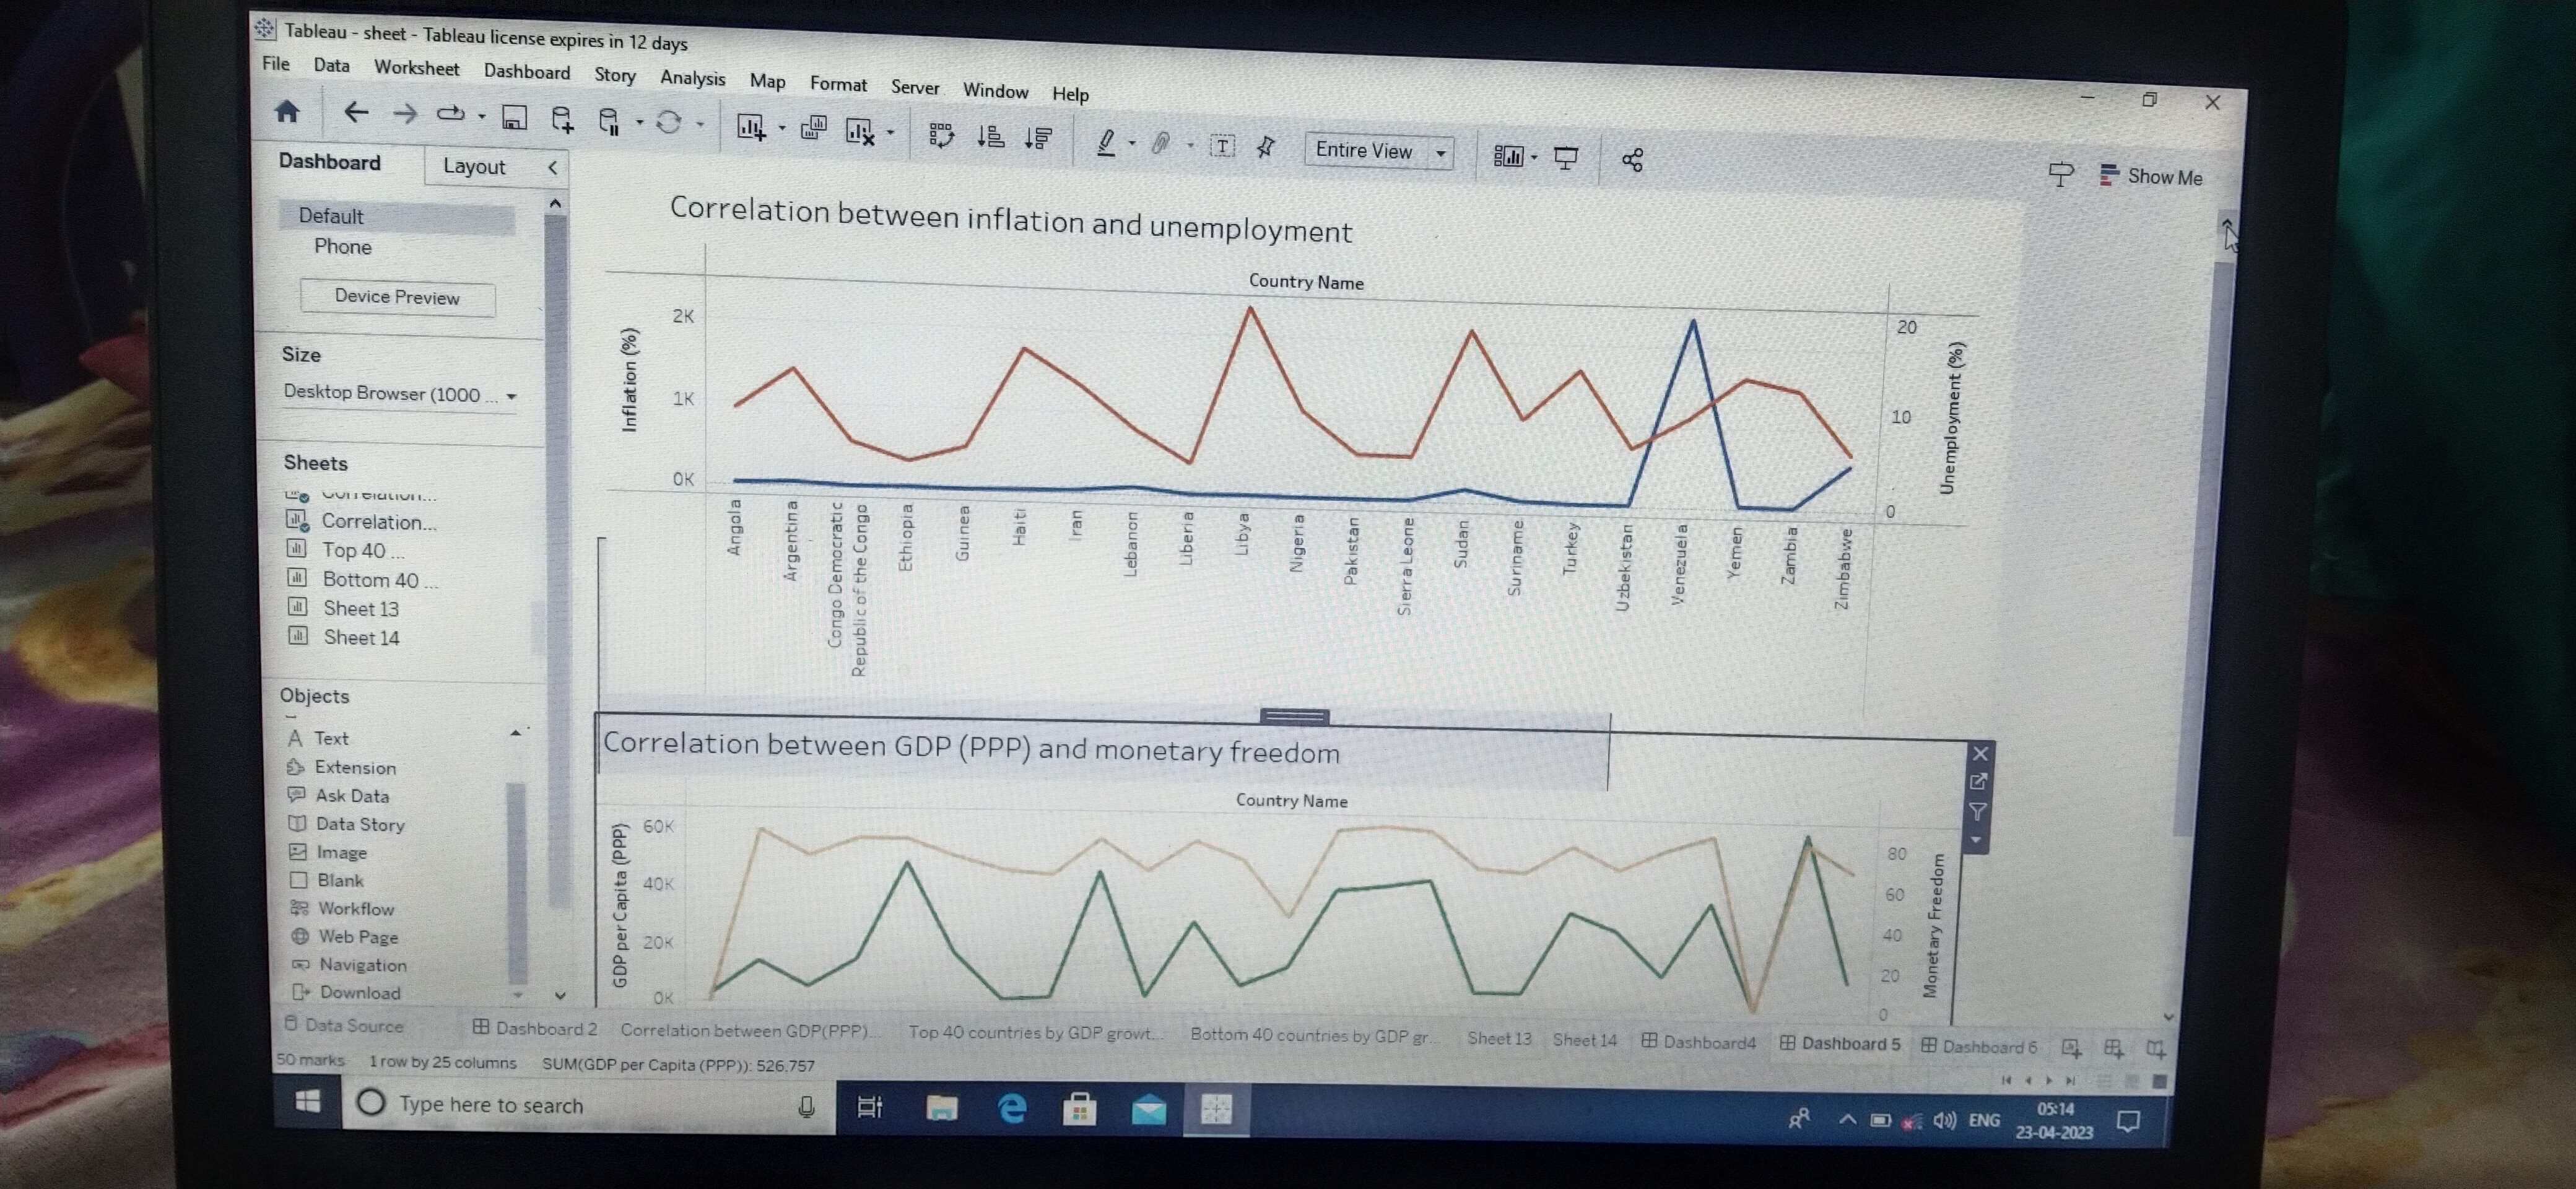 Tableau - sheet - Tableau license expires in 12 days
File Data Worksheet Dashboard Story Analysis Map Format Server Window Help
Entire View
Show Me
Dashboard Layout
Default
Phone
Device Preview
Size
Desktop Browser (1000 ...
Sheets
Correlation...
Top 40 ...
Bottom 40 ...
Sheet 13
Sheet 14
Objects
Text
Extension
Ask Data
Data Story
Image
Blank
Workflow
Web Page
Navigation
Download
Correlation between inflation and unemployment
Country Name
Inflation (%)
2K
1K
0K
20
10
0
Unemployment (%)
Angola
Argentina
Congo Democratic
Republic of the Congo
Ethiopia
Guinea
Haiti
Iran
Lebanon
Liberia
Libya
Nigeria
Pakistan
Sierra Leone
Sudan
Suriname
Turkey
Uzbekistan
Venezuela
Yemen
Zambia
Zimbabwe
Correlation between GDP (PPP) and monetary freedom
Country Name
GDP per Capita (PPP)
60K
40K
20K
0K
80
60
40
20
0
Monetary Freedom
Data Source Dashboard 2 Correlation between GDP(PPP)... Top 40 countries by GDP growt... Bottom 40 countries by GDP gr... Sheet 13 Sheet 14 Dashboard4 Dashboard 5 Dashboard 6
50 marks 1 row by 25 columns SUM(GDP per Capita (PPP)): 526,757
Type here to search
ENG
05:14
23-04-2023